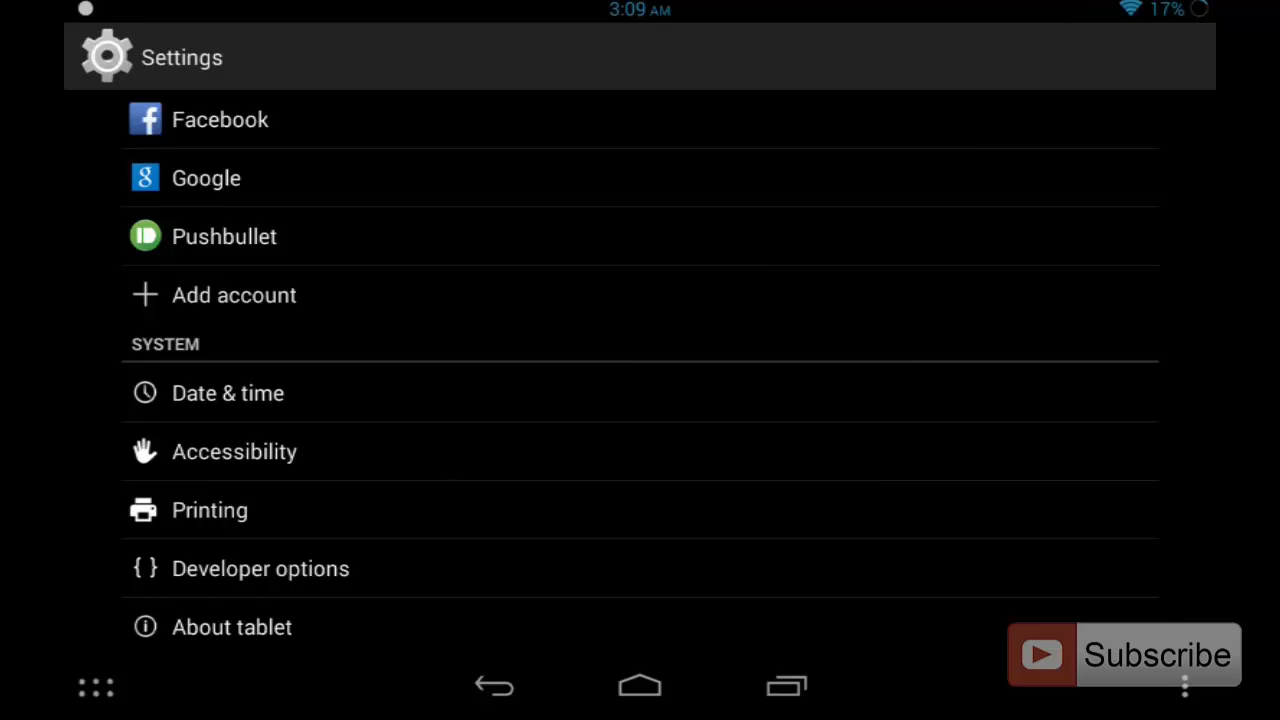 3:09 AM
17%
Settings
Facebook
Google
Pushbullet
Add account
SYSTEM
Date & time
Accessibility
Printing
Developer options
About tablet
Subscribe